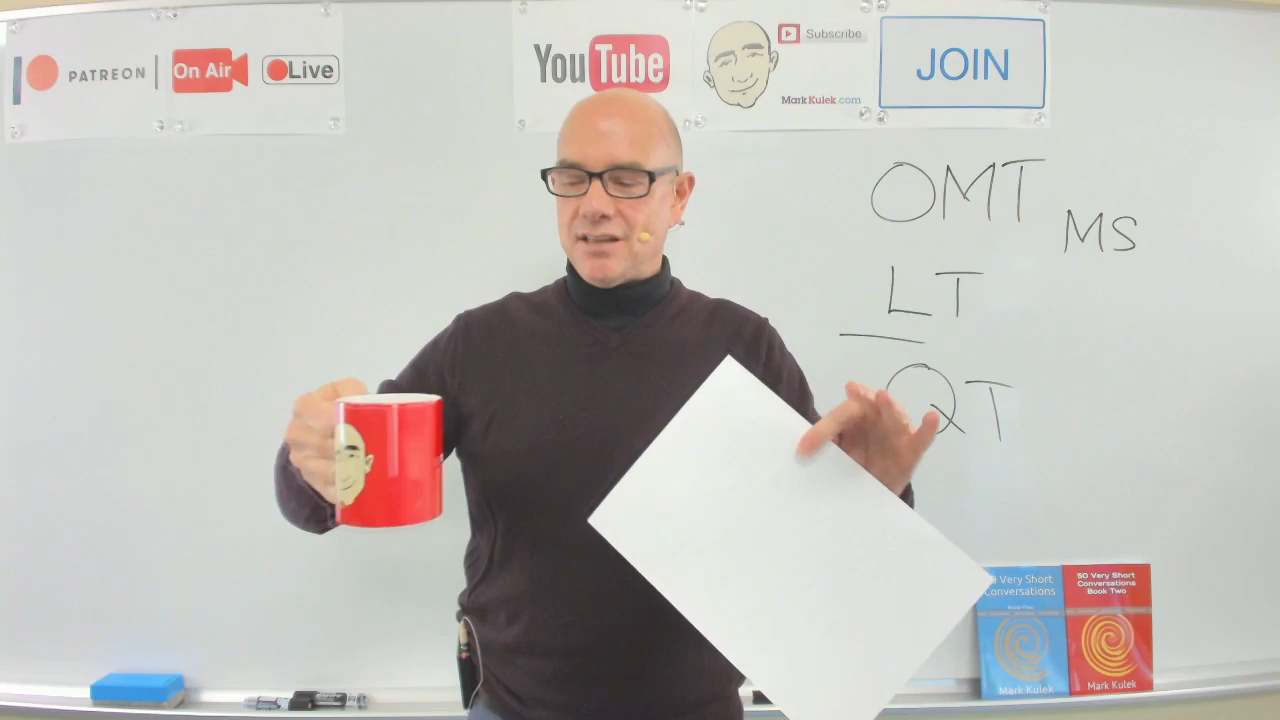 PATREON
On Air
Live
YouTube
Subscribe
MarkKulek.com
JOIN
OMT
MS
LT
QT
Very Short
Conversations
Mark Kulek
50 Very Short
Conversations
Book Two
Mark Kulek